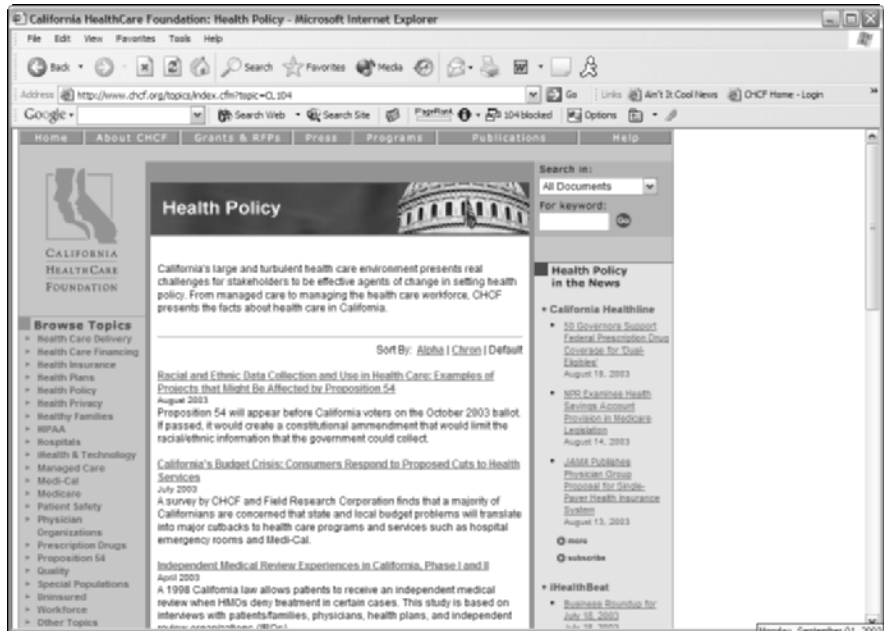 California HealthCare Foundation: Health Policy - Microsoft Internet Explorer
File Edit View Favorites Tools Help
Back Search Favorites Media
Address http://www.chcf.org/topics/index.cfm?topic=CL104 Go Links Ain't It Cool News CHCF Home - Login
Google Search Web Search Site PageRank 104 blocked Options
Home About CHCF Grants & RFPs Press Programs Publications Help
CALIFORNIA
HEALTHCARE
FOUNDATION
Browse Topics
Health Care Delivery
Health Care Financing
Health Insurance
Health Plans
Health Policy
Health Privacy
Healthy Families
HIPAA
Hospitals
iHealth & Technology
Managed Care
Medi-Cal
Medicare
Patient Safety
Physician
Organizations
Prescription Drugs
Proposition 54
Quality
Special Populations
Uninsured
Workforce
Other Topics
Health Policy
California's large and turbulent health care environment presents real
challenges for stakeholders to be effective agents of change in setting health
policy. From managed care to managing the health care workforce, CHCF
presents the facts about health care in California.
Sort By: Alpha | Chron | Default
Racial and Ethnic Data Collection and Use in Health Care: Examples of
Projects that Might Be Affected by Proposition 54
August 2003
Proposition 54 will appear before California voters on the October 2003 ballot.
If passed, it would create a constitutional ammendment that would limit the
racial/ethnic information that the government could collect.
California's Budget Crisis: Consumers Respond to Proposed Cuts to Health
Services
July 2003
A survey by CHCF and Field Research Corporation finds that a majority of
Californians are concerned that state and local budget problems will translate
into major cutbacks to health care programs and services such as hospital
emergency rooms and Medi-Cal.
Independent Medical Review Experiences in California, Phase I and II
April 2003
A 1998 California law allows patients to receive an independent medical
review when HMOs deny treatment in certain cases. This study is based on
interviews with patients/families, physicians, health plans, and independent
review organizations (IROs).
Search in:
All Documents
For keyword:
Go
Health Policy
in the News
California Healthline
50 Governors Support
Federal Prescription Drug
Coverage for 'Dual-
Eligibles'
August 18, 2003
NPR Examines Health
Savings Account
Provision in Medicare
Legislation
August 14, 2003
JAMA Publishes
Physician Group
Proposal for Single-
Payer Health Insurance
System
August 13, 2003
more
subscribe
iHealthBeat
Business Roundup for
July 18, 2003
July 18, 2003
Monday, September 01, 2003